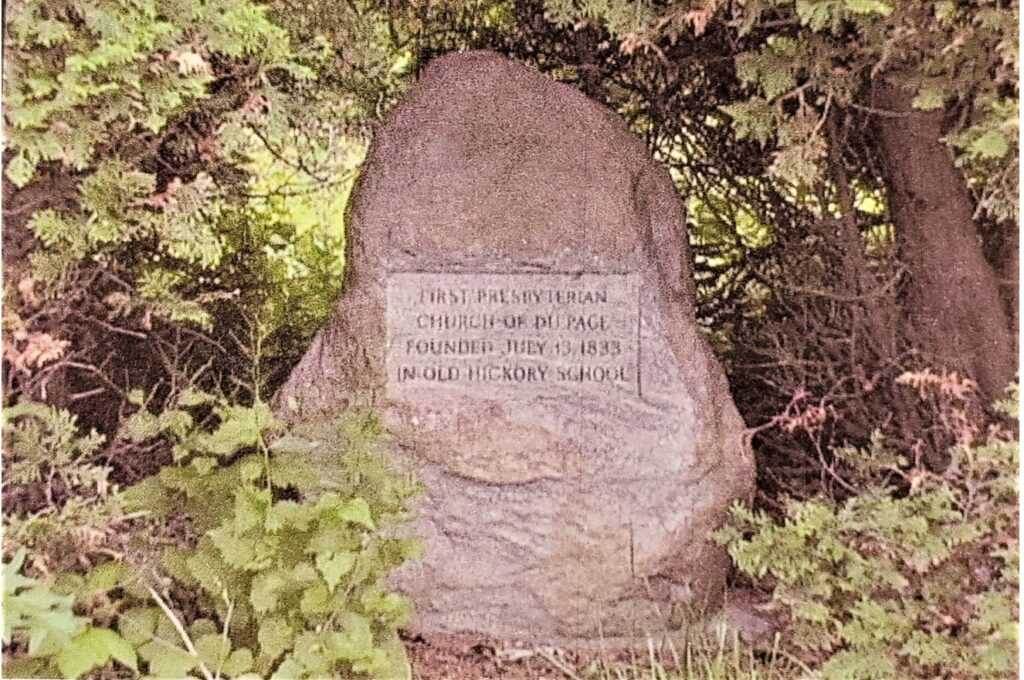 FIRST PRESBYTERIAN
CHURCH OF DU PAGE
FOUNDED JULY 13, 1833
IN OLD HICKORY SCHOOL